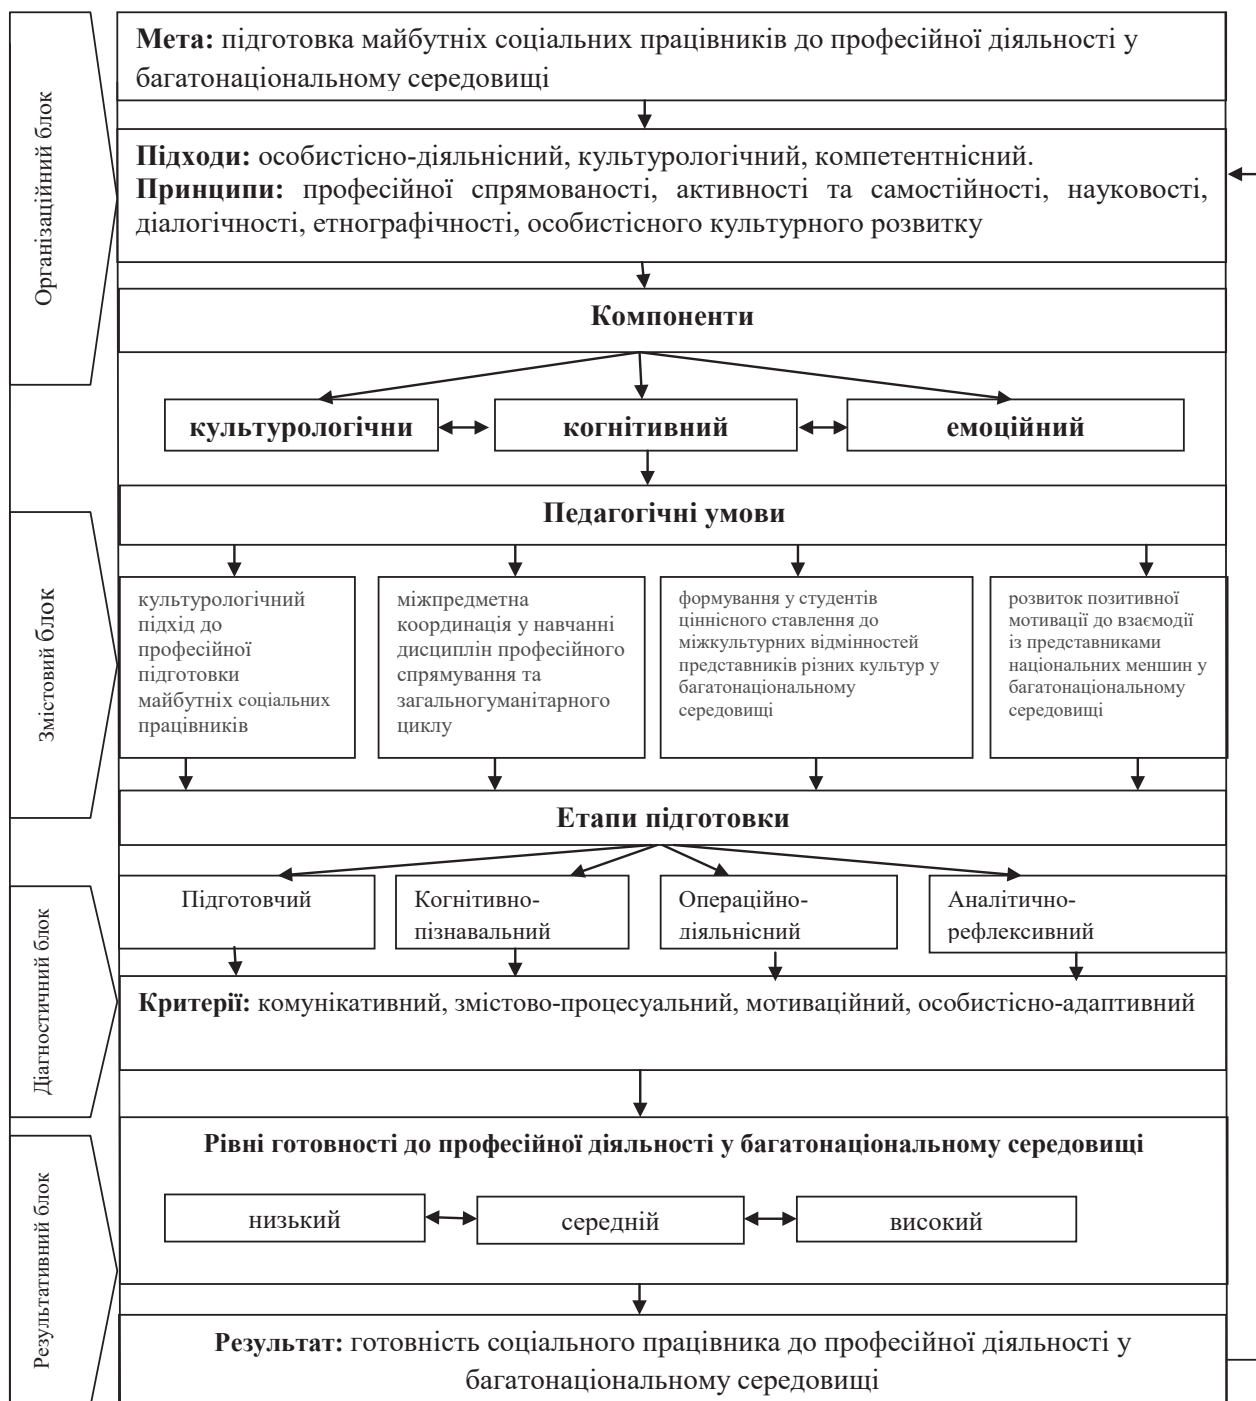 Мета: підготовка майбутніх соціальних працівників до професійної діяльності у
багатонаціональному середовищі
Організаційний блок
Підходи: особистісно-діяльнісний, культурологічний, компетентнісний.
Принципи: професійної спрямованості, активності та самостійності, науковості,
діалогічності, етнографічності, особистісного культурного розвитку
Компоненти
культурологічни
когнітивний
емоційний
Педагогічні умови
Змістовий блок
культурологічний
підхід до
професійної
підготовки
майбутніх соціальних
працівників
міжпредметна
координація у навчанні
дисциплін професійного
спрямування та
загальногуманітарного
циклу
формування у студентів
ціннісного ставлення до
міжкультурних відмінностей
представників різних культур у
багатонаціональному
середовищі
розвиток позитивної
мотивації до взаємодії
із представниками
національних меншин у
багатонаціональному
середовищі
Етапи підготовки
Діагностичний блок
Підготовчий
Когнітивно-
пізнавальний
Операційно-
діяльнісний
Аналітично-
рефлексивний
Критерії: комунікативний, змістово-процесуальний, мотиваційний, особистісно-адаптивний
Результативний блок
Рівні готовності до професійної діяльності у багатонаціональному середовищі
низький
середній
високий
Результат: готовність соціального працівника до професійної діяльності у
багатонаціональному середовищі